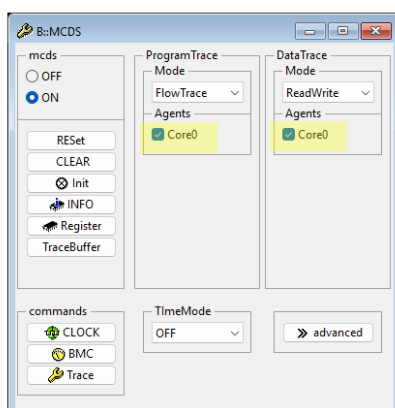 B::MCDS
mcds
OFF
ON
RESet
CLEAR
Init
INFO
Register
TraceBuffer
ProgramTrace
Mode
FlowTrace
Agents
Core0
DataTrace
Mode
ReadWrite
Agents
Core0
commands
CLOCK
BMC
Trace
TImeMode
OFF
advanced